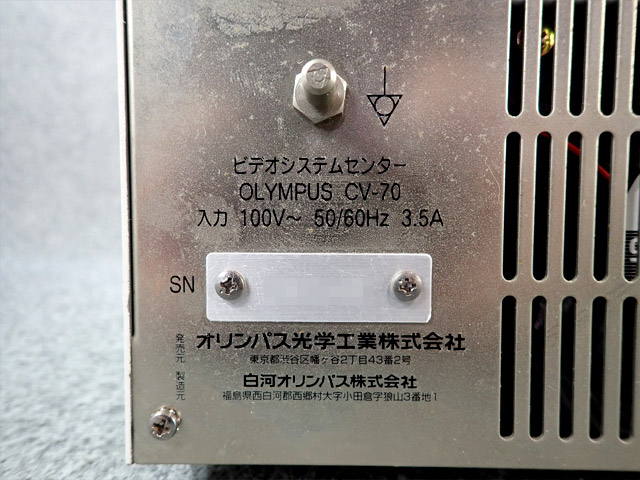 ビデオシステムセンター
OLYMPUS CV-70
入力 100V～ 50/60Hz 3.5A
SN
発売元 オリンパス光学工業株式会社
東京都渋谷区幡ヶ谷2丁目43番2号
製造元 白河オリンパス株式会社
福島県西白河郡西郷村大字小田倉字狼山3番地1